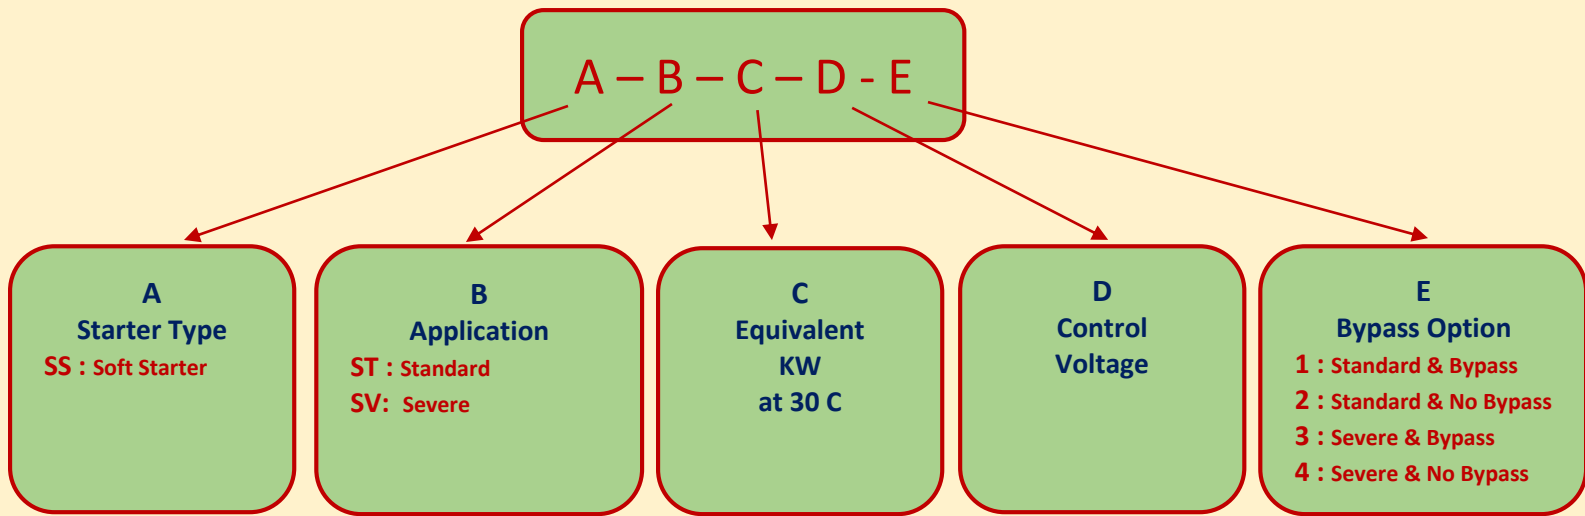 A – B – C – D - E
A
Starter Type
SS : Soft Starter
B
Application
ST : Standard
SV: Severe
C
Equivalent
KW
at 30 C
D
Control
Voltage
E
Bypass Option
1 : Standard & Bypass
2 : Standard & No Bypass
3 : Severe & Bypass
4 : Severe & No Bypass